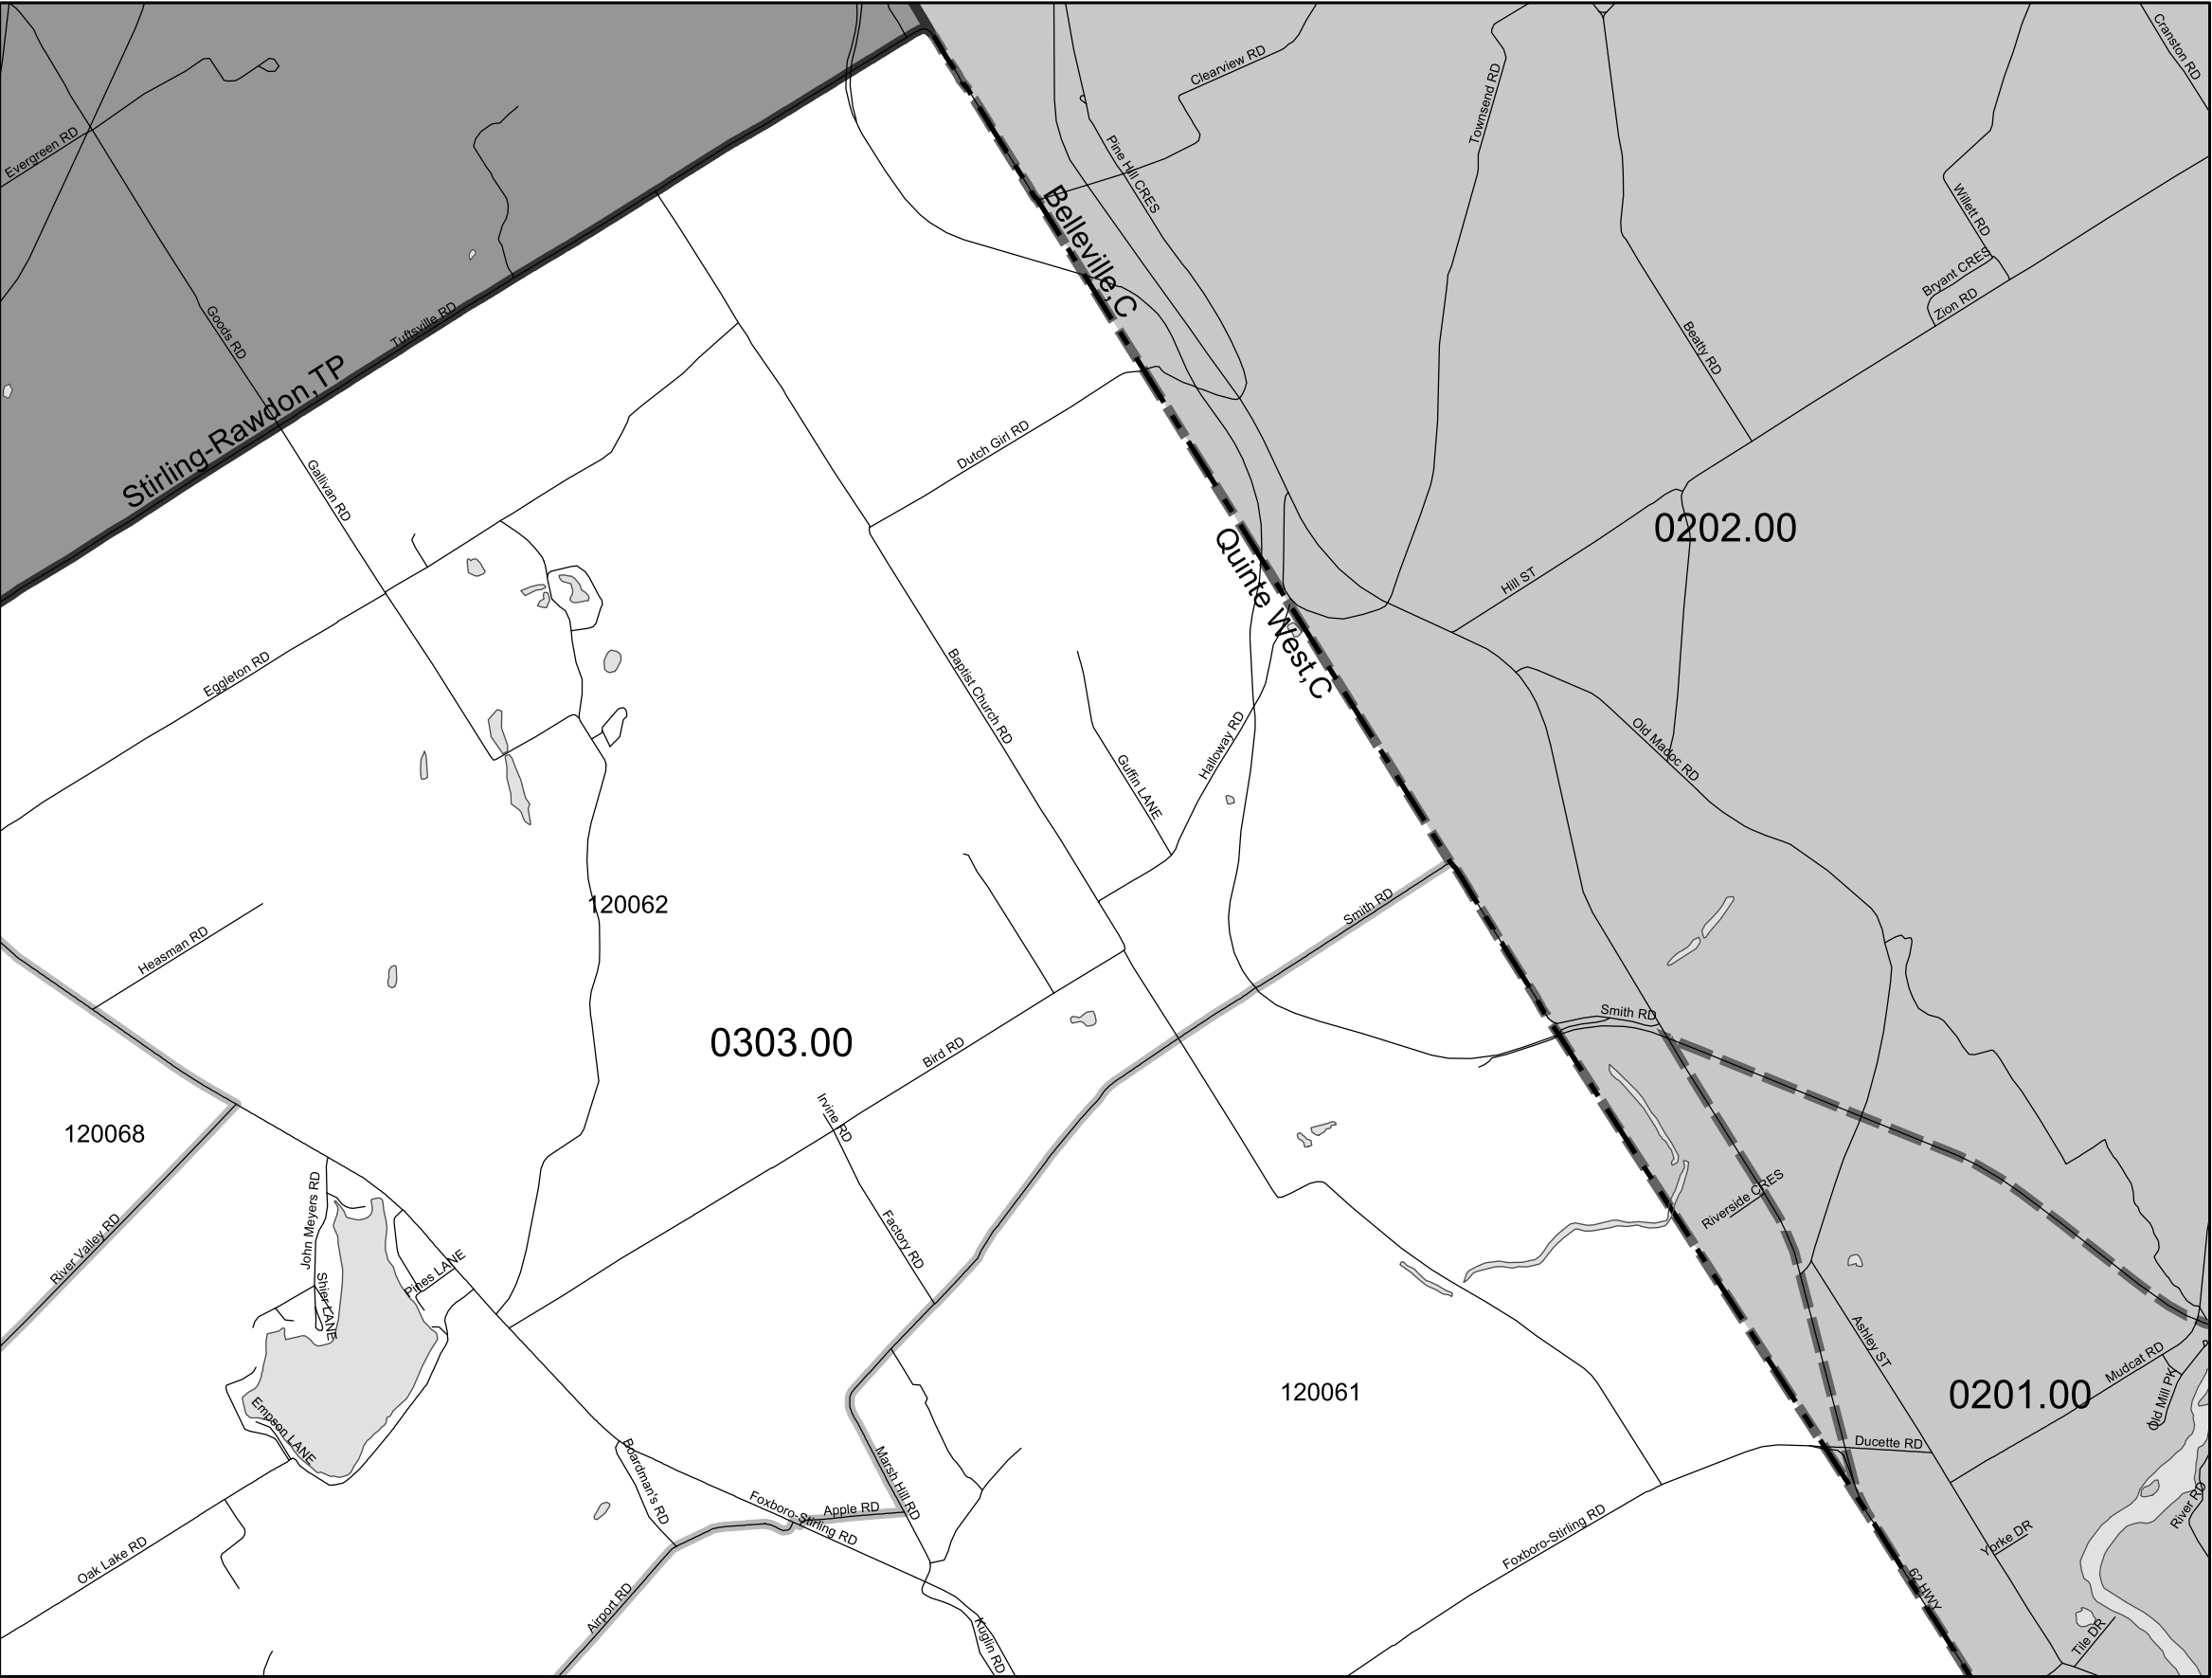 Cranston RD
Clearview RD
Townsend RD
Evergreen RD
Pine Hill CRES
Belleville,C
Willett RD
Bryant CRES
Zion RD
Goods RD
Tuftsville RD
Beatty RD
Stirling-Rawdon,TP
Dutch Girl RD
Gallivan RD
0202.00
Quinte West,C
Hill ST
Eggleton RD
Baptist Church RD
Halloway RD
Old Madoc RD
Guffin LANE
120062
Smith RD
Heasman RD
Smith RD
0303.00
Bird RD
Irvine RD
120068
John Meyers RD
Riverside CRES
River Valley RD
Factory RD
Pines LANE
Shier LANE
Ashley ST
Mudcat RD
120061
0201.00
Old Mill PK
Empson LANE
Ducette RD
Boardman's RD
Marsh Hill RD
Apple RD
Foxboro-Stirling RD
River RD
Foxboro-Stirling RD
Oak Lake RD
Yorke DR
Airport RD
62 HWY
Kuglin RD
Tile DR